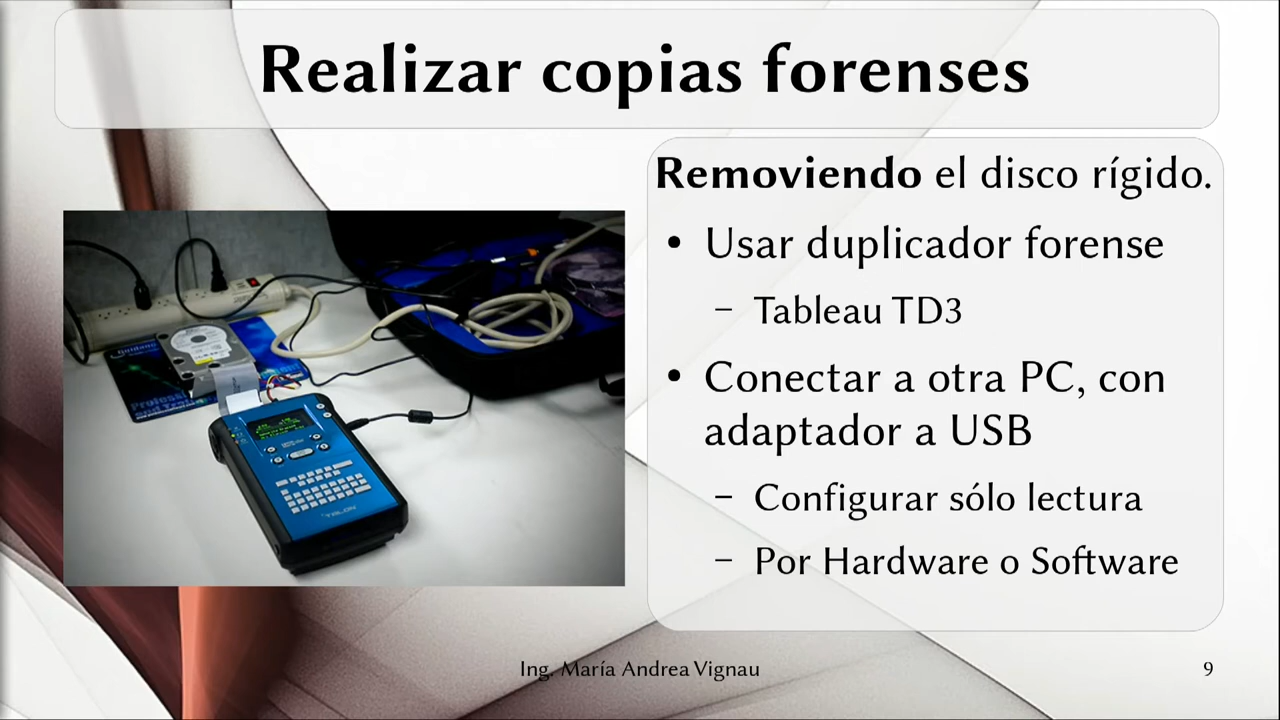 Realizar copias forenses
Removiendo el disco rígido.
• Usar duplicador forense
– Tableau TD3
• Conectar a otra PC, con
adaptador a USB
– Configurar sólo lectura
– Por Hardware o Software
TALON
Ing. María Andrea Vignau
9